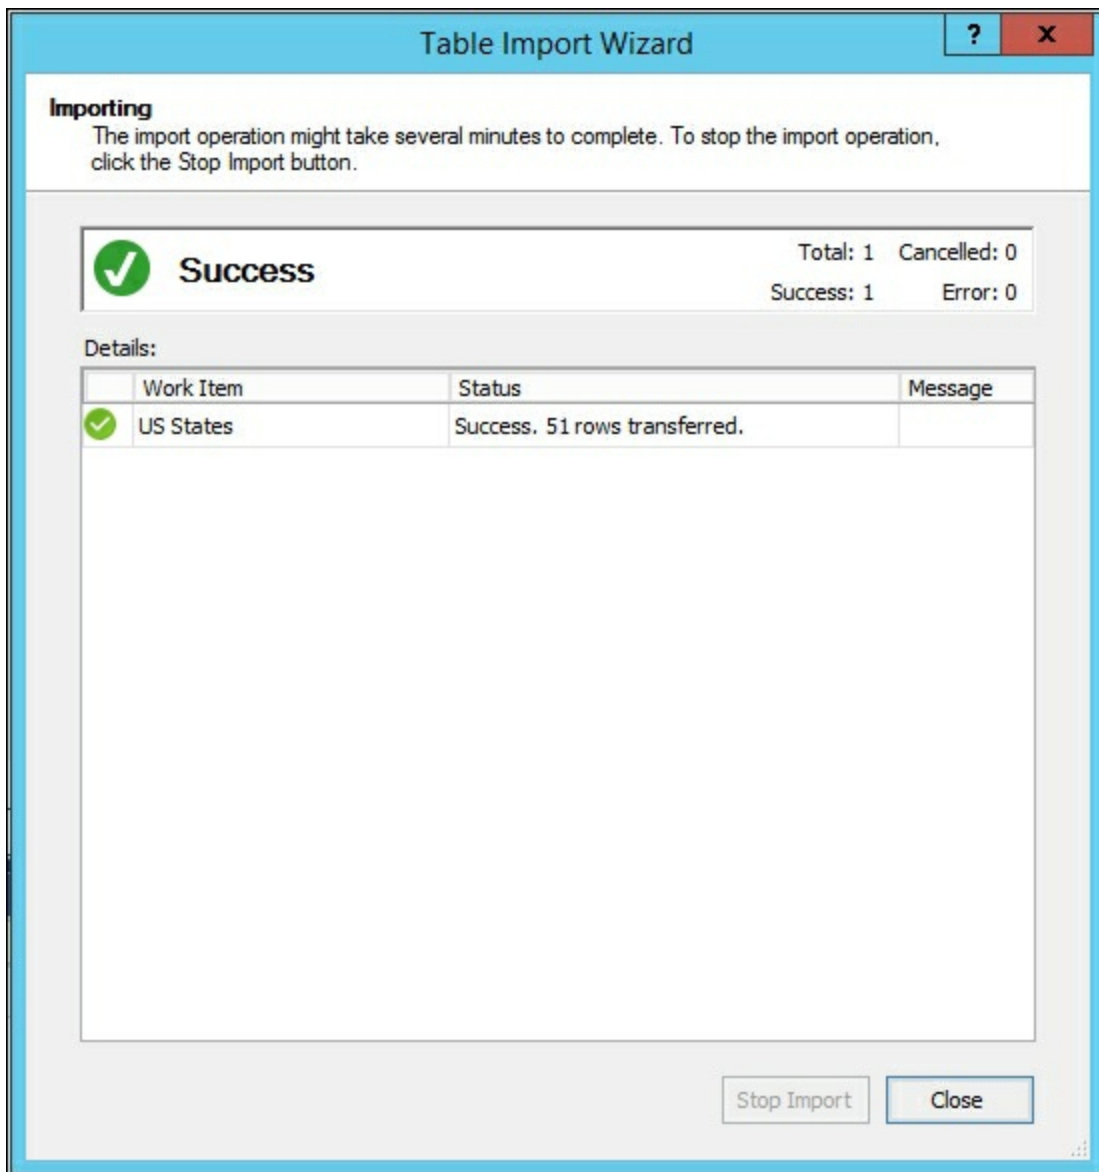 Table Import Wizard
?
x
Importing
The import operation might take several minutes to complete. To stop the import operation,
click the Stop Import button.
Success
Total: 1 Cancelled: 0
Success: 1 Error: 0
Details:
Work Item Status Message
US States Success. 51 rows transferred.
Stop Import Close